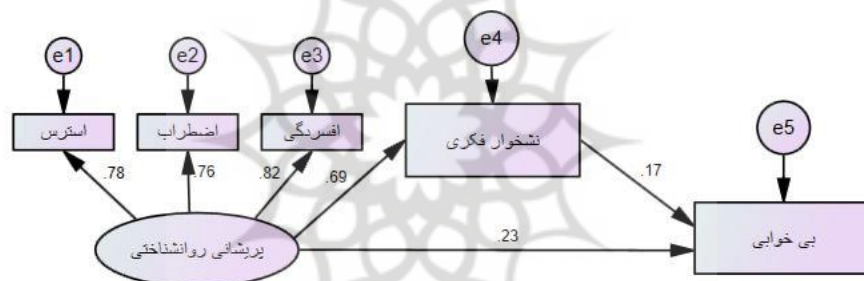 e1
e2
e3
e4
e5
استرس
اضطراب
افسردگی
نشخوار فکری
بی خوابی
پریشانی روانشناختی
.78
.76
.82
.69
.17
.23